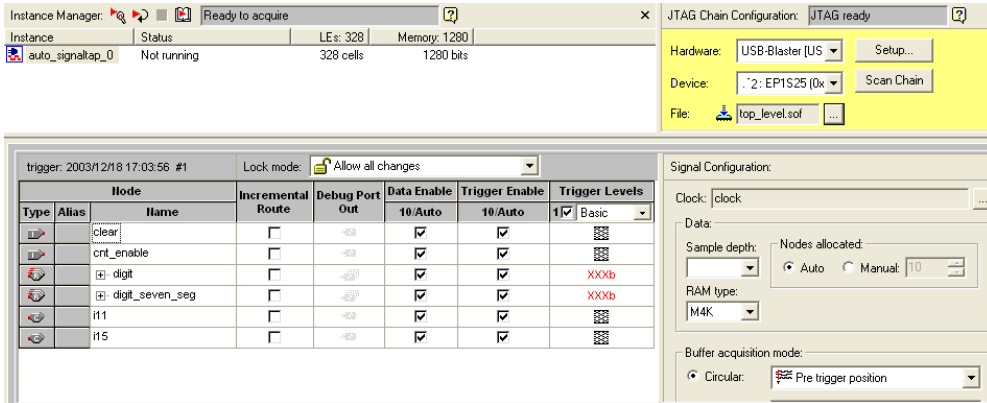 Instance Manager: Ready to acquire
Instance Status LEs: 328 Memory: 1280
auto_signaltap_0 Not running 328 cells 1280 bits
JTAG Chain Configuration: JTAG ready
Hardware: USB-Blaster [US Setup...
Device: 2: EP1S25 (0x Scan Chain
File: top_level.sof ...
trigger: 2003/12/18 17:03:56 #1 Lock mode: Allow all changes
Node Incremental Route Debug Port Out Data Enable Trigger Enable Trigger Levels
Type Alias Name 10/Auto 10/Auto 1 Basic
clear
cnt_enable
digit XXXb
digit_seven_seg XXXb
i11
i15
Signal Configuration:
Clock: clock ...
Data:
Sample depth: Nodes allocated:
Auto Manual: 10
RAM type:
M4K
Buffer acquisition mode:
Circular: Pre trigger position